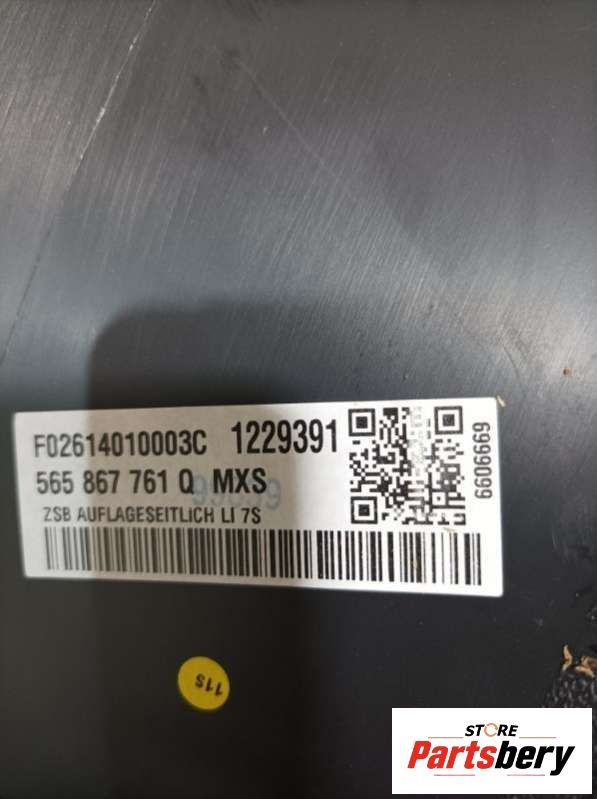 F02614010003C 1229391
565 867 761 Q MXS
ZSB AUFLAGESEITLICH LI 7S
6606669
11S
STORE
Partsbery